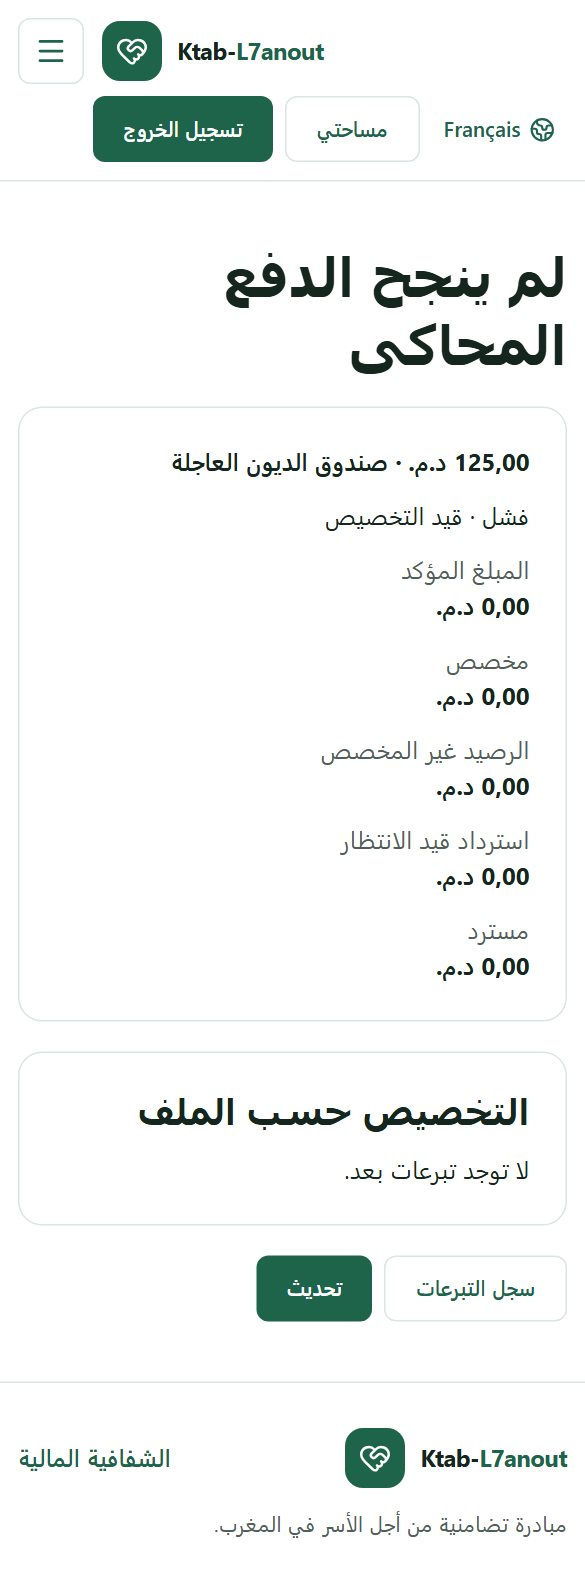 Ktab-L7anout
Français
مساحتي
تسجيل الخروج
لم ينجح الدفع
المحاكى
125,00 د.م. · صندوق الديون العاجلة
فشل · قيد التخصيص
المبلغ المؤكد
0,00 د.م.
مخصص
0,00 د.م.
الرصيد غير المخصص
0,00 د.م.
استرداد قيد الانتظار
0,00 د.م.
مسترد
0,00 د.م.
التخصيص حسب الملف
لا توجد تبرعات بعد.
سجل التبرعات
تحديث
Ktab-L7anout
الشفافية المالية
مبادرة تضامنية من أجل الأسر في المغرب.